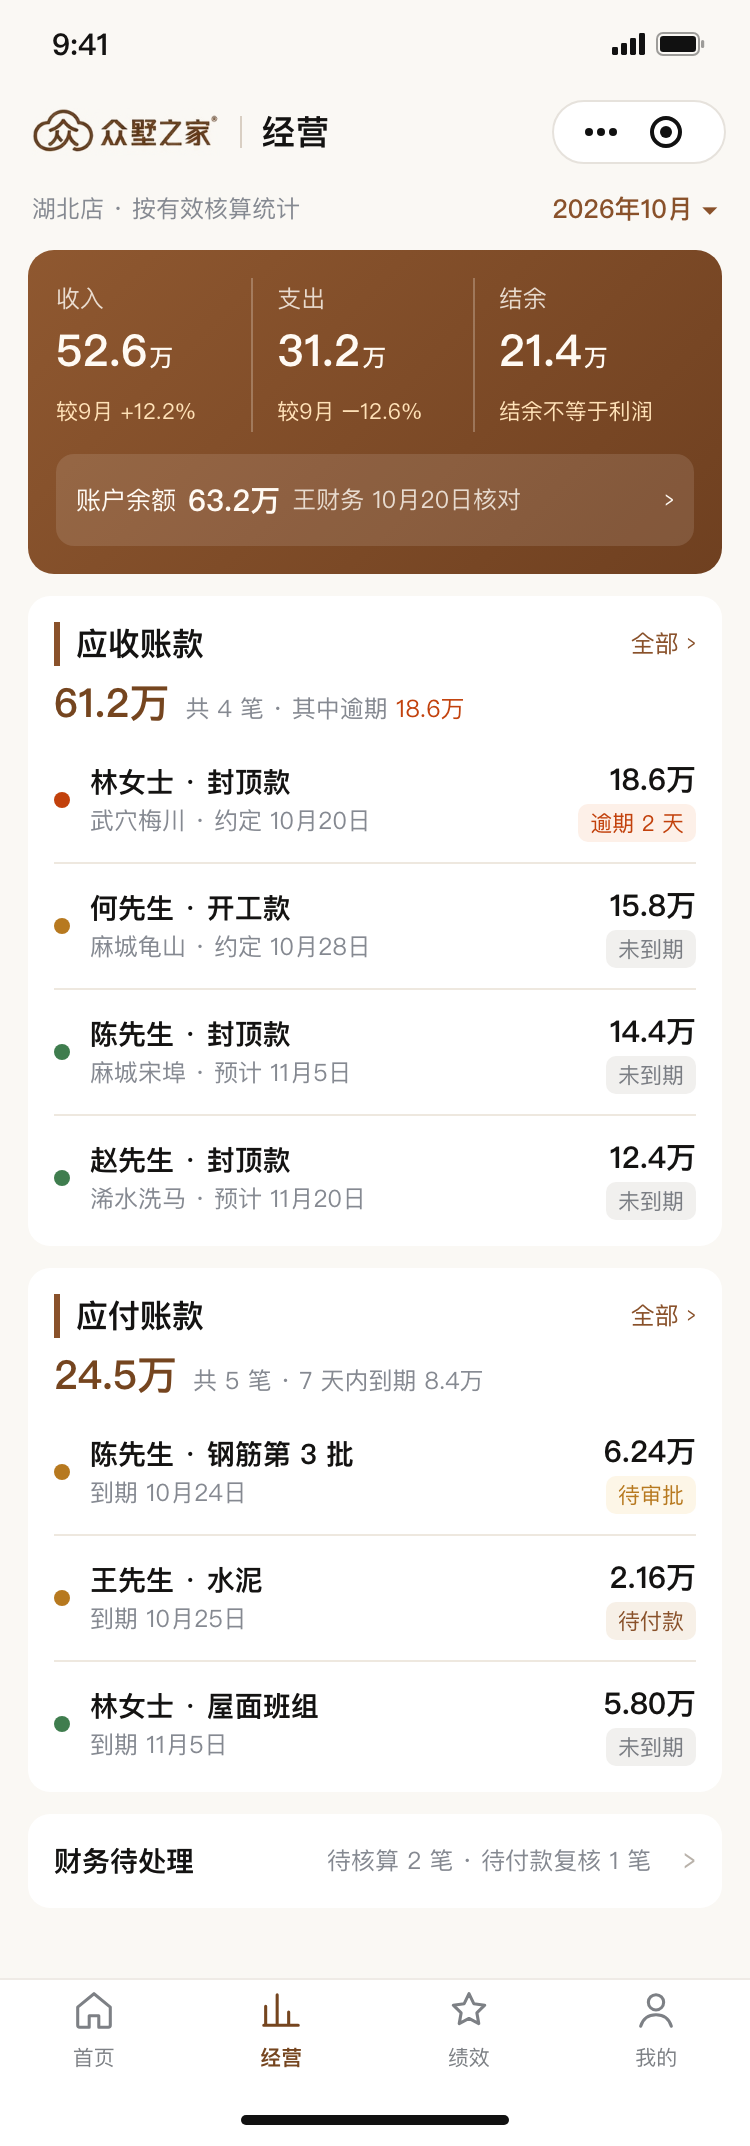 9:41
众墅之家® 经营
湖北店 · 按有效核算统计 2026年10月
收入 支出 结余
52.6万 31.2万 21.4万
较9月 +12.2% 较9月 −12.6% 结余不等于利润
账户余额 63.2万 王财务 10月20日核对 >
应收账款 全部 >
61.2万 共 4 笔 · 其中逾期 18.6万
林女士 · 封顶款 18.6万
武穴梅川 · 约定 10月20日 逾期 2 天
何先生 · 开工款 15.8万
麻城龟山 · 约定 10月28日 未到期
陈先生 · 封顶款 14.4万
麻城宋埠 · 预计 11月5日 未到期
赵先生 · 封顶款 12.4万
浠水洗马 · 预计 11月20日 未到期
应付账款 全部 >
24.5万 共 5 笔 · 7 天内到期 8.4万
陈先生 · 钢筋第 3 批 6.24万
到期 10月24日 待审批
王先生 · 水泥 2.16万
到期 10月25日 待付款
林女士 · 屋面班组 5.80万
到期 11月5日 未到期
财务待处理 待核算 2 笔 · 待付款复核 1 笔 >
首页 经营 绩效 我的